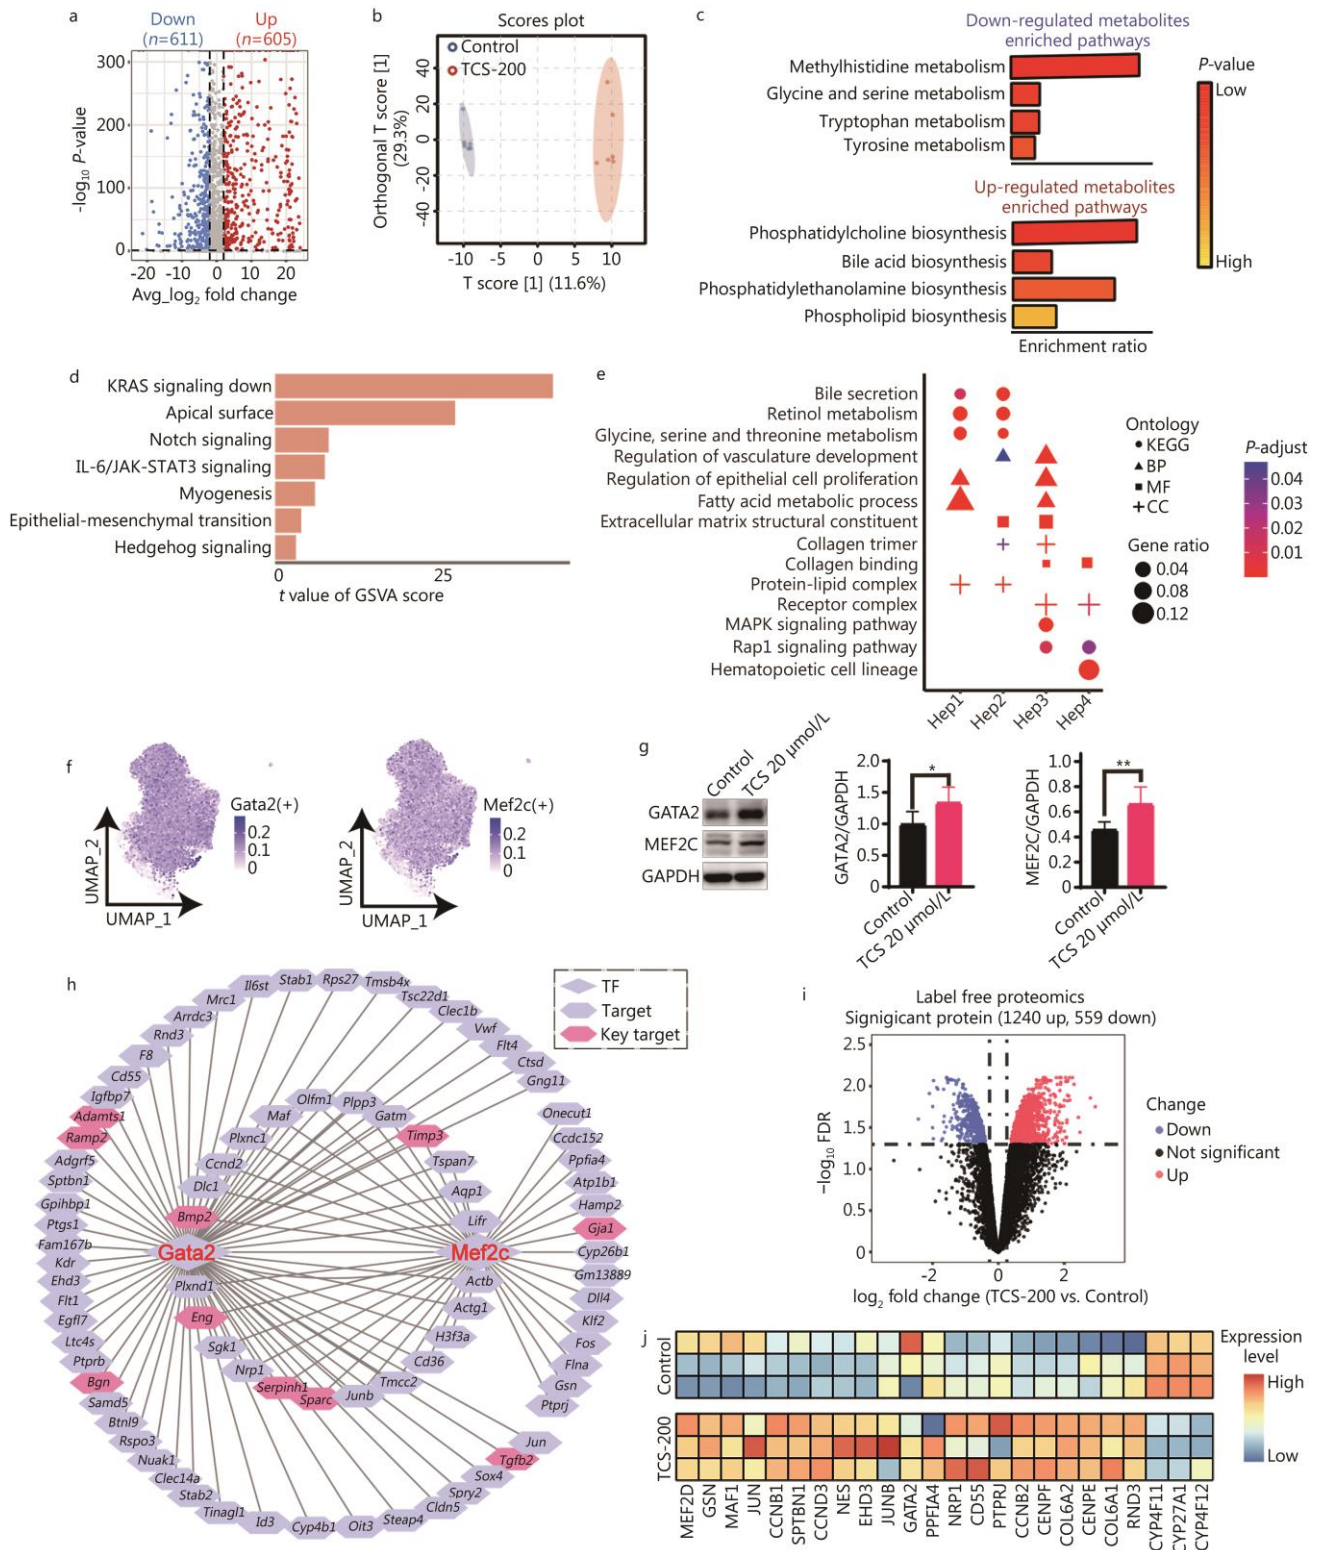 a
Down
(n=611)
Up
(n=605)
300
200
100
0
-log10 P-value
-20 -10 0 10 20
Avg_log2 fold change
b
Scores plot
Control
TCS-200
40
20
0
-20
40
Orthogonal T score [1]
(29.3%)
-10 -5 0 5 10
T score [1] (11.6%)
c
Down-regulated metabolites
enriched pathways
Methylhistidine metabolism
Glycine and serine metabolism
Tryptophan metabolism
Tyrosine metabolism
Up-regulated metabolites
enriched pathways
Phosphatidylcholine biosynthesis
Bile acid biosynthesis
Phosphatidylethanolamine biosynthesis
Phospholipid biosynthesis
Enrichment ratio
P-value
Low
High
d
KRAS signaling down
Apical surface
Notch signaling
IL-6/JAK-STAT3 signaling
Myogenesis
Epithelial-mesenchymal transition
Hedgehog signaling
0 25
t value of GSVA score
e
Bile secretion
Retinol metabolism
Glycine, serine and threonine metabolism
Regulation of vasculature development
Regulation of epithelial cell proliferation
Fatty acid metabolic process
Extracellular matrix structural constituent
Collagen trimer
Collagen binding
Protein-lipid complex
Receptor complex
MAPK signaling pathway
Rap1 signaling pathway
Hematopoietic cell lineage
Hep1 Hep2 Hep3 Hep4
Ontology
KEGG
BP
MF
CC
Gene ratio
0.04
0.08
0.12
P-adjust
0.04
0.03
0.02
0.01
f
UMAP_2
UMAP_1
Gata2(+)
0.2
0.1
0
UMAP_2
UMAP_1
Mef2c(+)
0.2
0.1
0
g
Control
TCS 20 μmol/L
GATA2
MEF2C
GAPDH
GATA2/GAPDH
2.0
1.5
1.0
0.5
0
*
Control
TCS 20 μmol/L
MEF2C/GAPDH
1.0
0.8
0.6
0.4
0.2
0
**
Control
TCS 20 μmol/L
h
TF
Target
Key target
Il6st
Stab1
Rps27
Tmsb4x
Tsc22d1
Clec1b
Vwf
Flt4
Ctsd
Gng11
Mrc1
Arrdc3
Rnd3
F8
Cd55
Igfbp7
Adamts1
Ramp2
Adgrf5
Sptbn1
Gpihbp1
Ptgs1
Fam167b
Kdr
Ehd3
Flt1
Egfl7
Ltc4s
Ptprb
Bgn
Samd5
Btnl9
Rspo3
Nuak1
Clec14a
Stab2
Tinagl1
Id3
Cyp4b1
Oit3
Steap4
Cldn5
Spry2
Sox4
Tgfb2
Jun
Olfm1
Plpp3
Gatm
Timp3
Maf
Plxnc1
Ccnd2
Dlc1
Bmp2
Gata2
Plxnd1
Eng
Sgk1
Nrp1
Serpinh1
Sparc
Junb
Tmcc2
Cd36
H3f3a
Actg1
Actb
Mef2c
Lifr
Aqp1
Tspan7
Onecut1
Ccdc152
Ppfia4
Atp1b1
Hamp2
Gja1
Cyp26b1
Gm13889
Dll4
Klf2
Fos
Flna
Gsn
Ptprj
i
Label free proteomics
Signigicant protein (1240 up, 559 down)
2.5
2.0
1.5
1.0
0.5
0
−log10 FDR
-2 0 2
log2 fold change (TCS-200 vs. Control)
Change
Down
Not significant
Up
j
Control
TCS-200
MEF2D GSN MAF1 JUN CCNB1 SPTBN1 CCND3 NES EHD3 JUNB GATA2 PPFIA4 NRP1 CD55 PTPRJ CCNB2 CENPF COL6A2 CENPE COL6A1 RND3 CYP4F11 CYP27A1 CYP4F12
Expression
level
High
Low